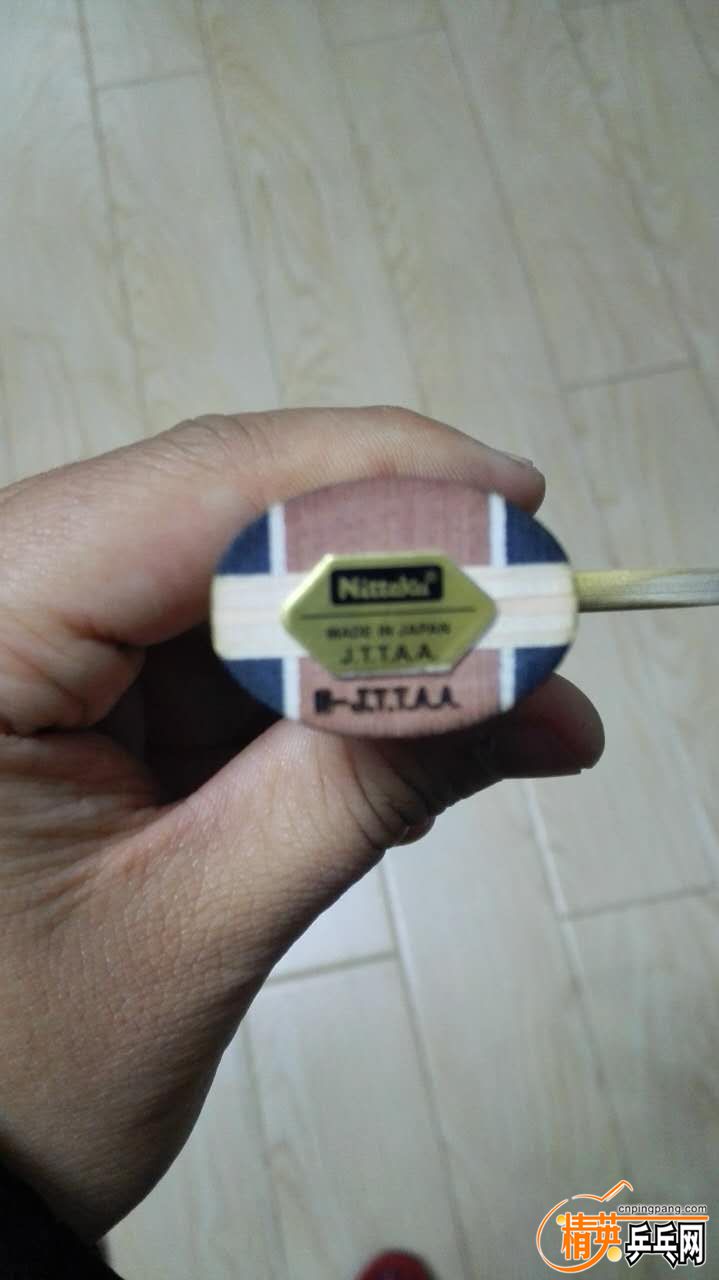 Nittaku
MADE IN JAPAN
J.T.T.A.A.
J.T.T.A.A.
cnpingpang.com
精英乒乓网